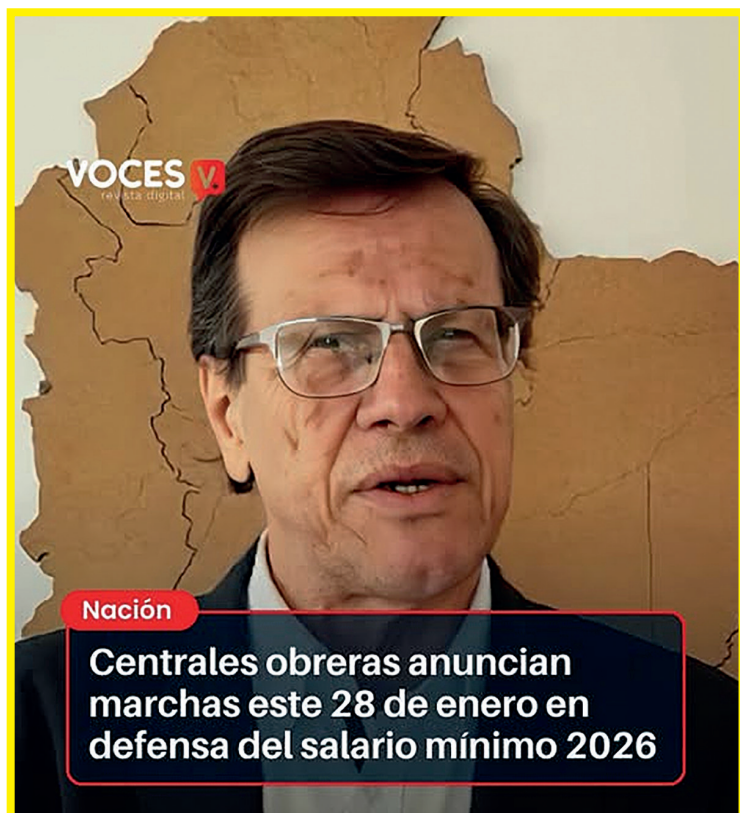 VOCES V.
revista digital
Nación
Centrales obreras anuncian
marchas este 28 de enero en
defensa del salario mínimo 2026